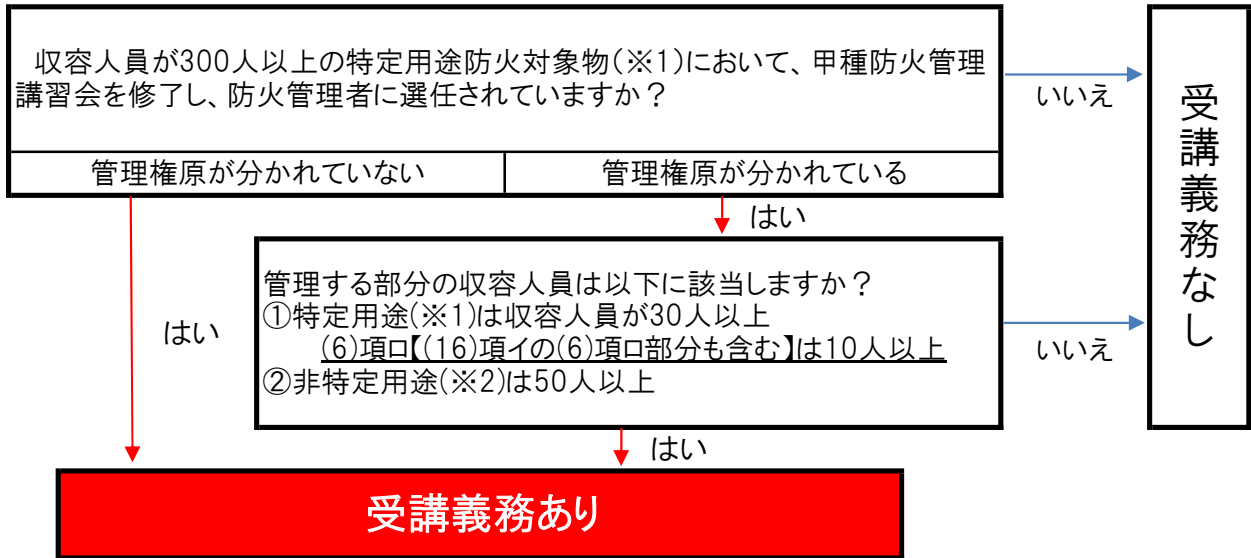 収容人員が300人以上の特定用途防火対象物(※1)において、甲種防火管理
講習会を修了し、防火管理者に選任されていますか？
管理権原が分かれていない
管理権原が分かれている
いいえ
受講義務なし
はい
管理する部分の収容人員は以下に該当しますか？
①特定用途(※1)は収容人員が30人以上
(6)項ロ【(16)項イの(6)項ロ部分も含む】は10人以上
②非特定用途(※2)は50人以上
はい
いいえ
はい
受講義務あり